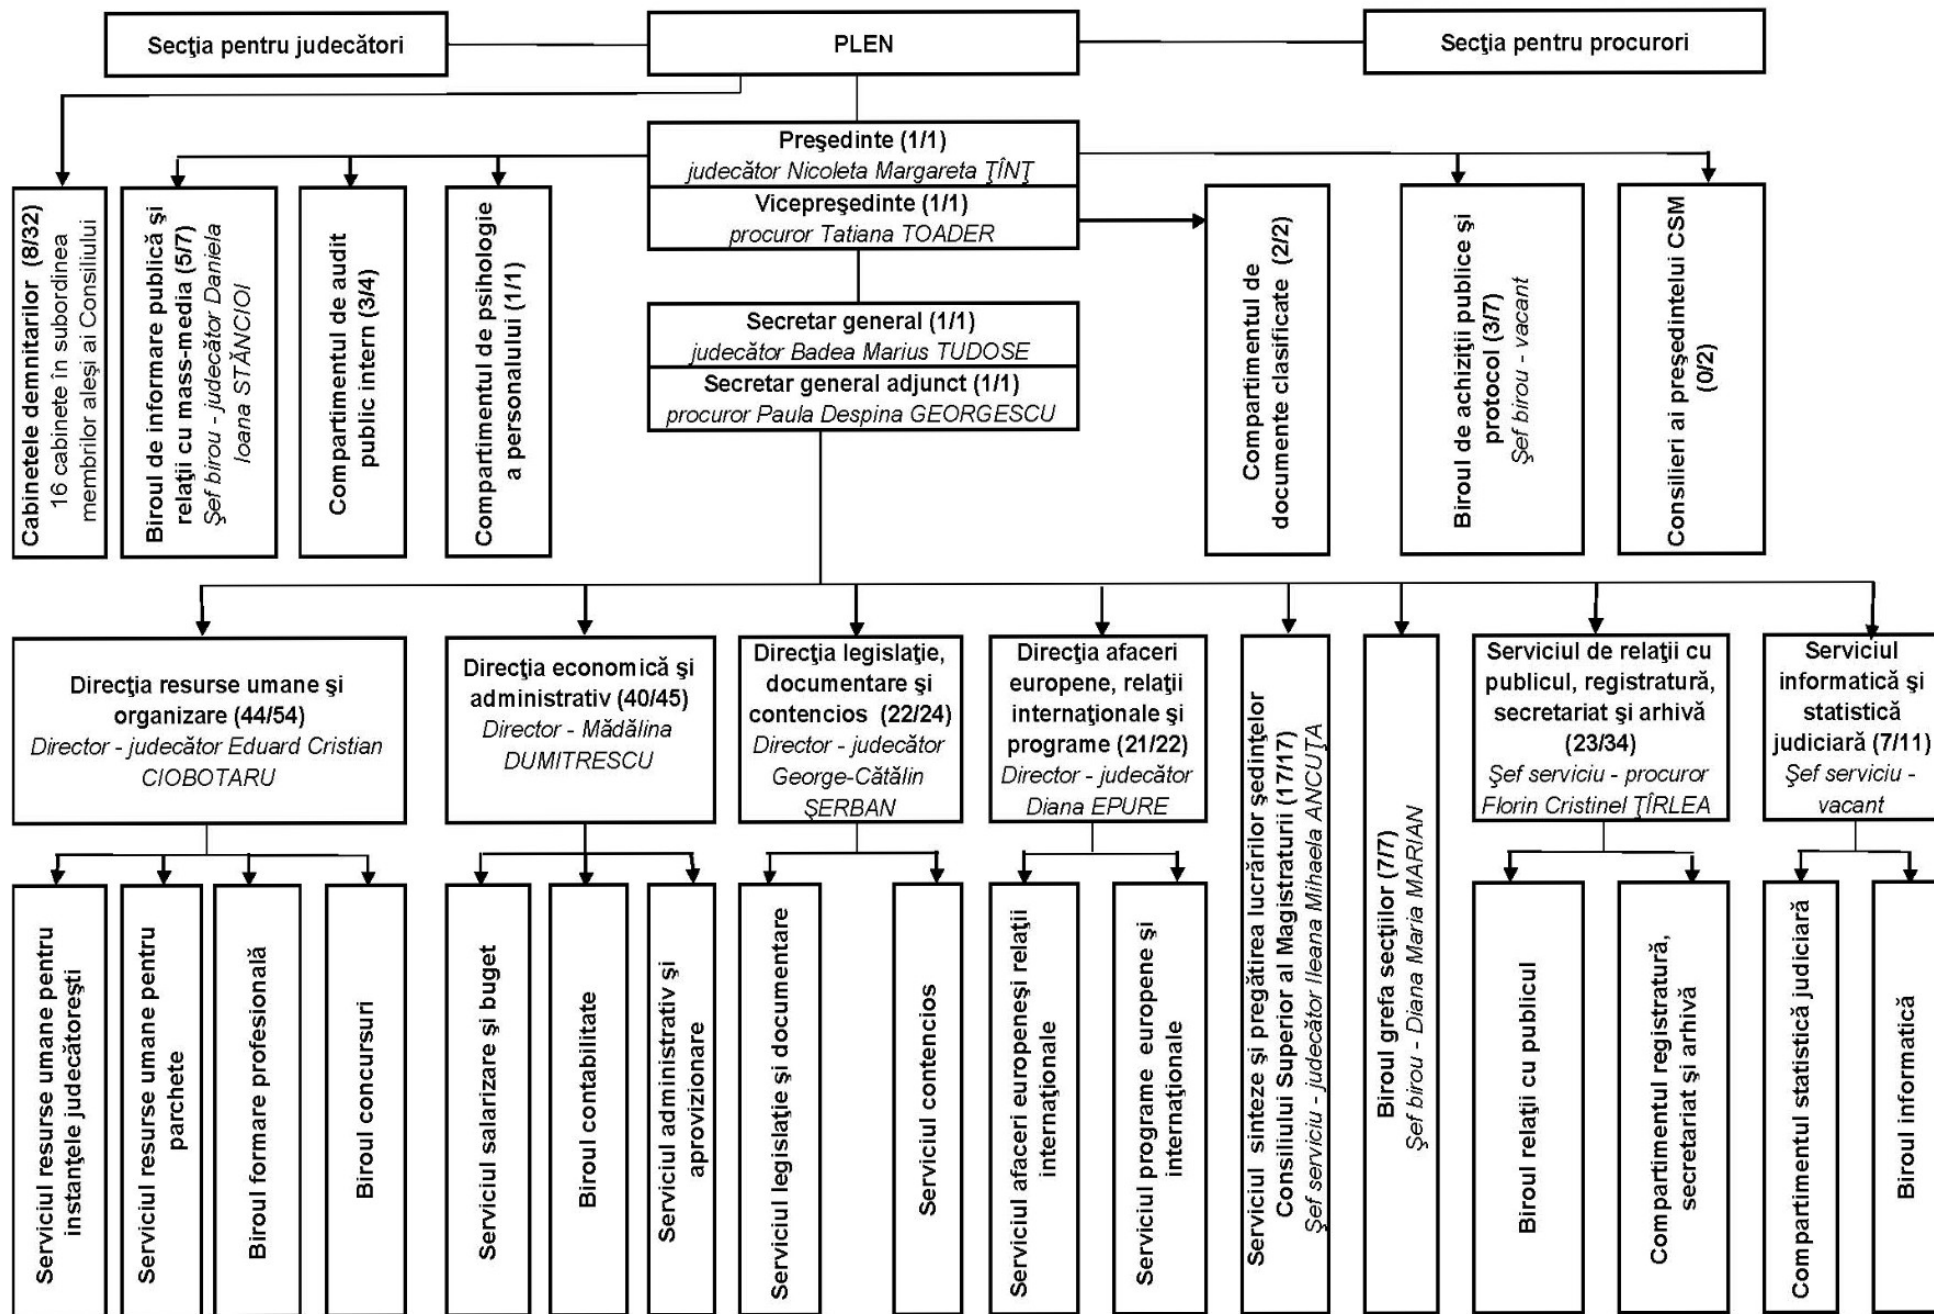 Secţia pentru judecători
PLEN
Secţia pentru procurori
Preşedinte (1/1)
judecător Nicoleta Margareta ŢÎNŢ
Vicepreşedinte (1/1)
procuror Tatiana TOADER
Secretar general (1/1)
judecător Badea Marius TUDOSE
Secretar general adjunct (1/1)
procuror Paula Despina GEORGESCU
Cabinetele demnitarilor (8/32)
16 cabinete în subordinea
membrilor aleşi ai Consiliului
Biroul de informare publică şi
relaţii cu mass-media (5/7)
Şef birou - judecător Daniela
Ioana STĂNCIOI
Compartimentul de audit
public intern (3/4)
Compartimentul de psihologie
a personalului (1/1)
Compartimentul de
documente clasificate (2/2)
Biroul de achiziţii publice şi
protocol (3/7)
Şef birou - vacant
Consilieri ai preşedintelui CSM
(0/2)
Direcţia resurse umane şi
organizare (44/54)
Director - judecător Eduard Cristian
CIOBOTARU
Direcţia economică şi
administrativ (40/45)
Director - Mădălina
DUMITRESCU
Direcţia legislaţie,
documentare şi
contencios (22/24)
Director - judecător
George-Cătălin
ŞERBAN
Direcţia afaceri
europene, relaţii
internaţionale şi
programe (21/22)
Director - judecător
Diana EPURE
Serviciul sinteze şi pregătirea lucrărilor şedinţelor
Consiliului Superior al Magistraturii (17/17)
Şef serviciu - judecător Ileana Mihaela ANCUŢA
Biroul grefa secţiilor (7/7)
Şef birou - Diana Maria MARIAN
Serviciul de relaţii cu
publicul, registratură,
secretariat şi arhivă
(23/34)
Şef serviciu - procuror
Florin Cristinel ŢÎRLEA
Serviciul
informatică şi
statistică
judiciară (7/11)
Şef serviciu -
vacant
Serviciul resurse umane pentru
instanţele judecătoreşti
Serviciul resurse umane pentru
parchete
Biroul formare profesională
Biroul concursuri
Serviciul salarizare şi buget
Biroul contabilitate
Serviciul administrativ şi
aprovizionare
Serviciul legislaţie şi documentare
Serviciul contencios
Serviciul afaceri europeneşi relaţii
internaţionale
Serviciul programe europene şi
internaţionale
Biroul relaţii cu publicul
Compartimentul registratură,
secretariat şi arhivă
Compartimentul statistică judiciară
Biroul informatică